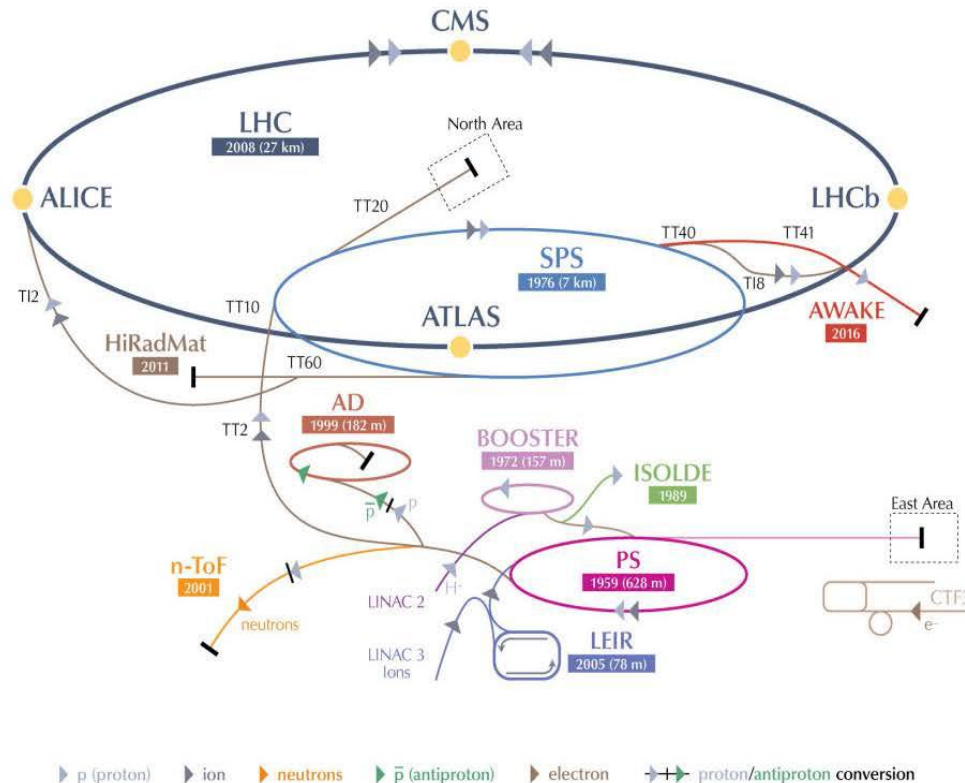 CMS
LHC
2008 (27 km)
North Area
ALICE
TT20
LHCb
TT40
TT41
SPS
1976 (7 km)
TI2
TT10
TI8
ATLAS
AWAKE
2016
HiRadMat
2011
TT60
AD
1999 (182 m)
TT2
BOOSTER
1972 (157 m)
ISOLDE
1989
p
p̅
East Area
n-ToF
2001
PS
1959 (628 m)
H⁻
LINAC 2
neutrons
CTF3
e⁻
LINAC 3
Ions
LEIR
2005 (78 m)
p (proton) ion neutrons p̅ (antiproton) electron proton/antiproton conversion